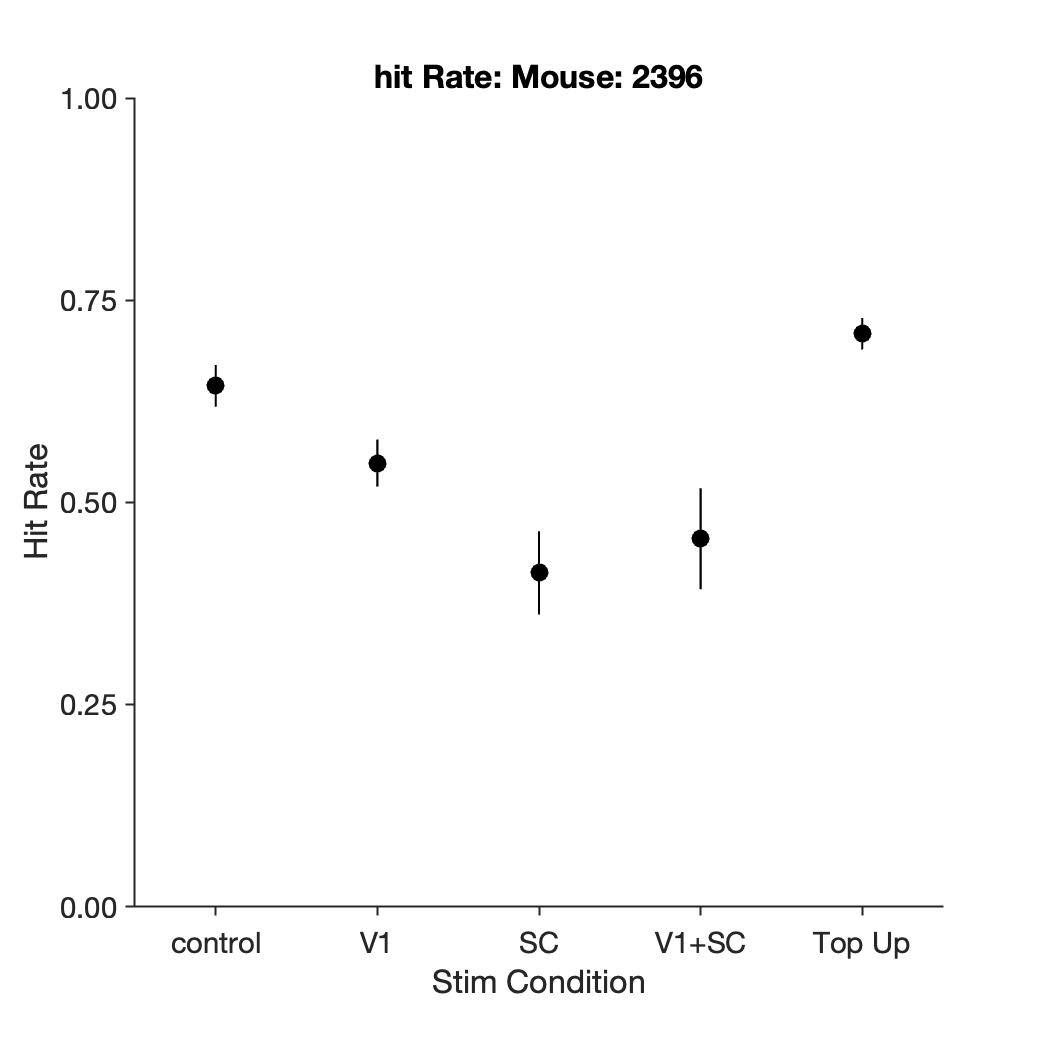 hit Rate: Mouse: 2396
1.00
0.75
0.50
0.25
0.00
Hit Rate
control V1 SC V1+SC Top Up
Stim Condition